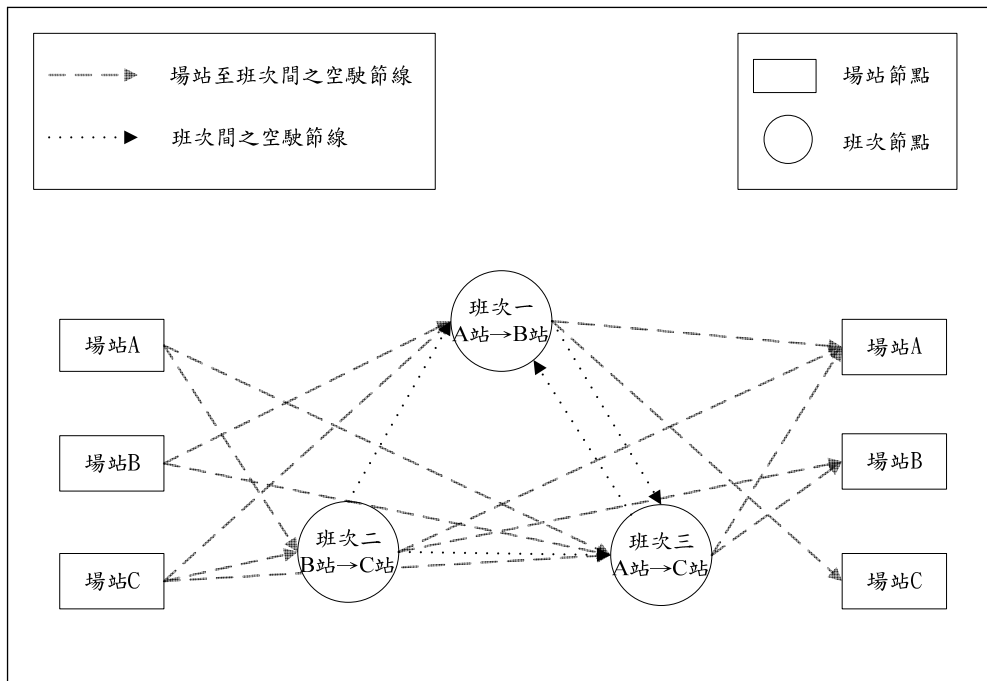 場站至班次間之空駛節線
班次間之空駛節線
場站節點
班次節點
班次一
A站→B站
場站A
場站A
場站B
場站B
班次二
B站→C站
班次三
A站→C站
場站C
場站C